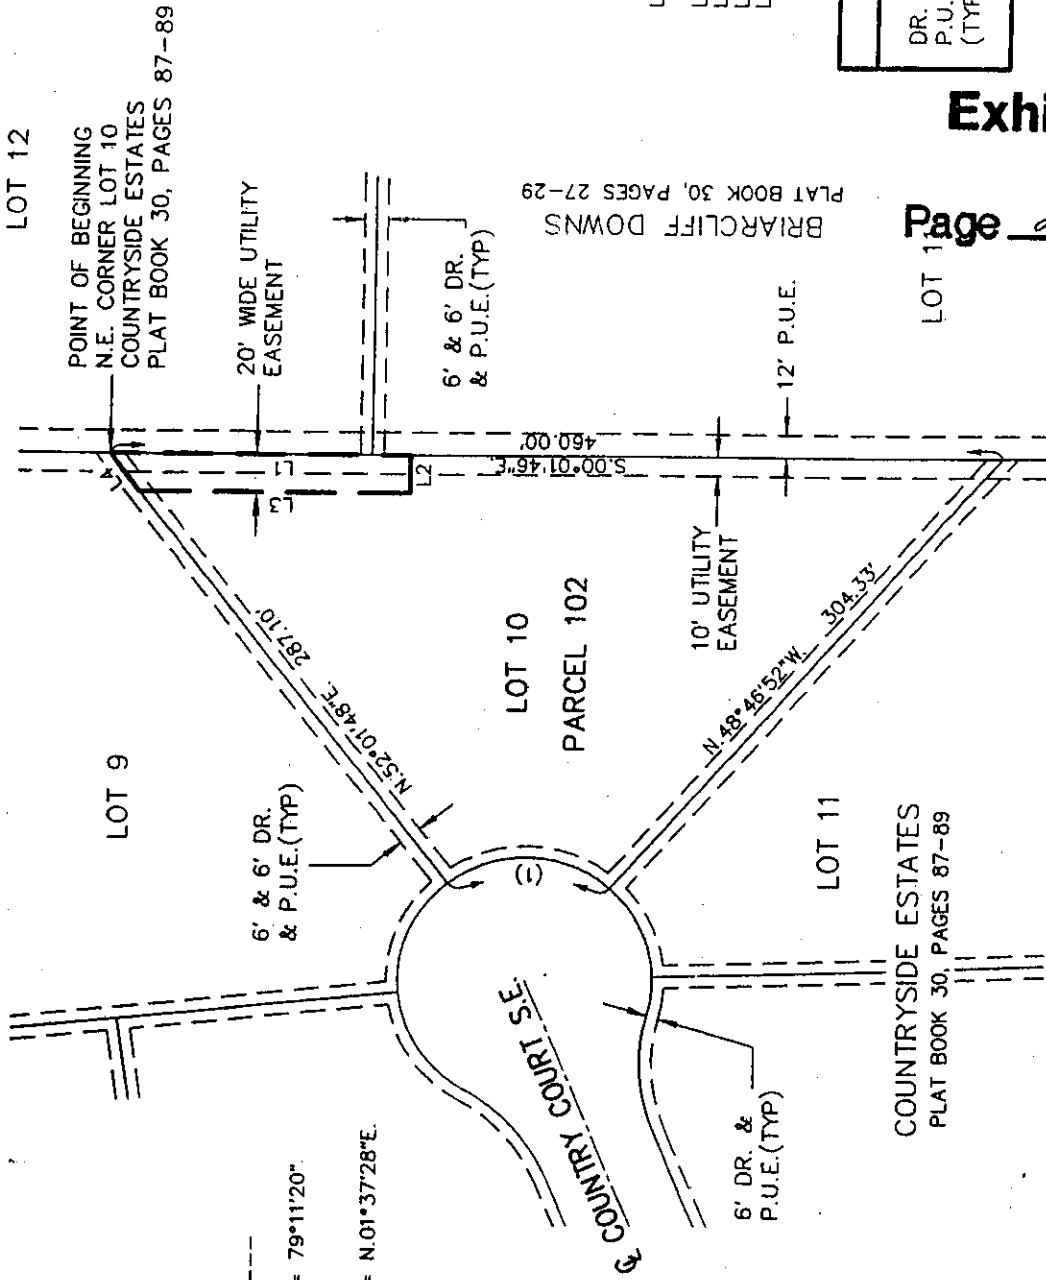 LOT 12
POINT OF BEGINNING
N.E. CORNER LOT 10
COUNTRYSIDE ESTATES
PLAT BOOK 30, PAGES 87-89
20' WIDE UTILITY
EASEMENT
6' & 6' DR.
& P.U.E.(TYP)
BRIARCLIFF DOWNS
PLAT BOOK 30, PAGES 27-29
12' P.U.E.
LOT
DR.
P.U.
(TYP
Exhi
Page
L1
L2
L3
S.00°01'46"E.
460.00'
LOT 9
N.52°01'48"E.
287.10'
6' & 6' DR.
& P.U.E.(TYP)
LOT 10
PARCEL 102
10' UTILITY
EASEMENT
N.48°46'52"W.
304.33'
(1)
LOT 11
COUNTRYSIDE ESTATES
PLAT BOOK 30, PAGES 87-89
℄ COUNTRY COURT S.E.
6' DR. &
P.U.E.(TYP)
= 79°11'20".
= N.01°37'28"E.